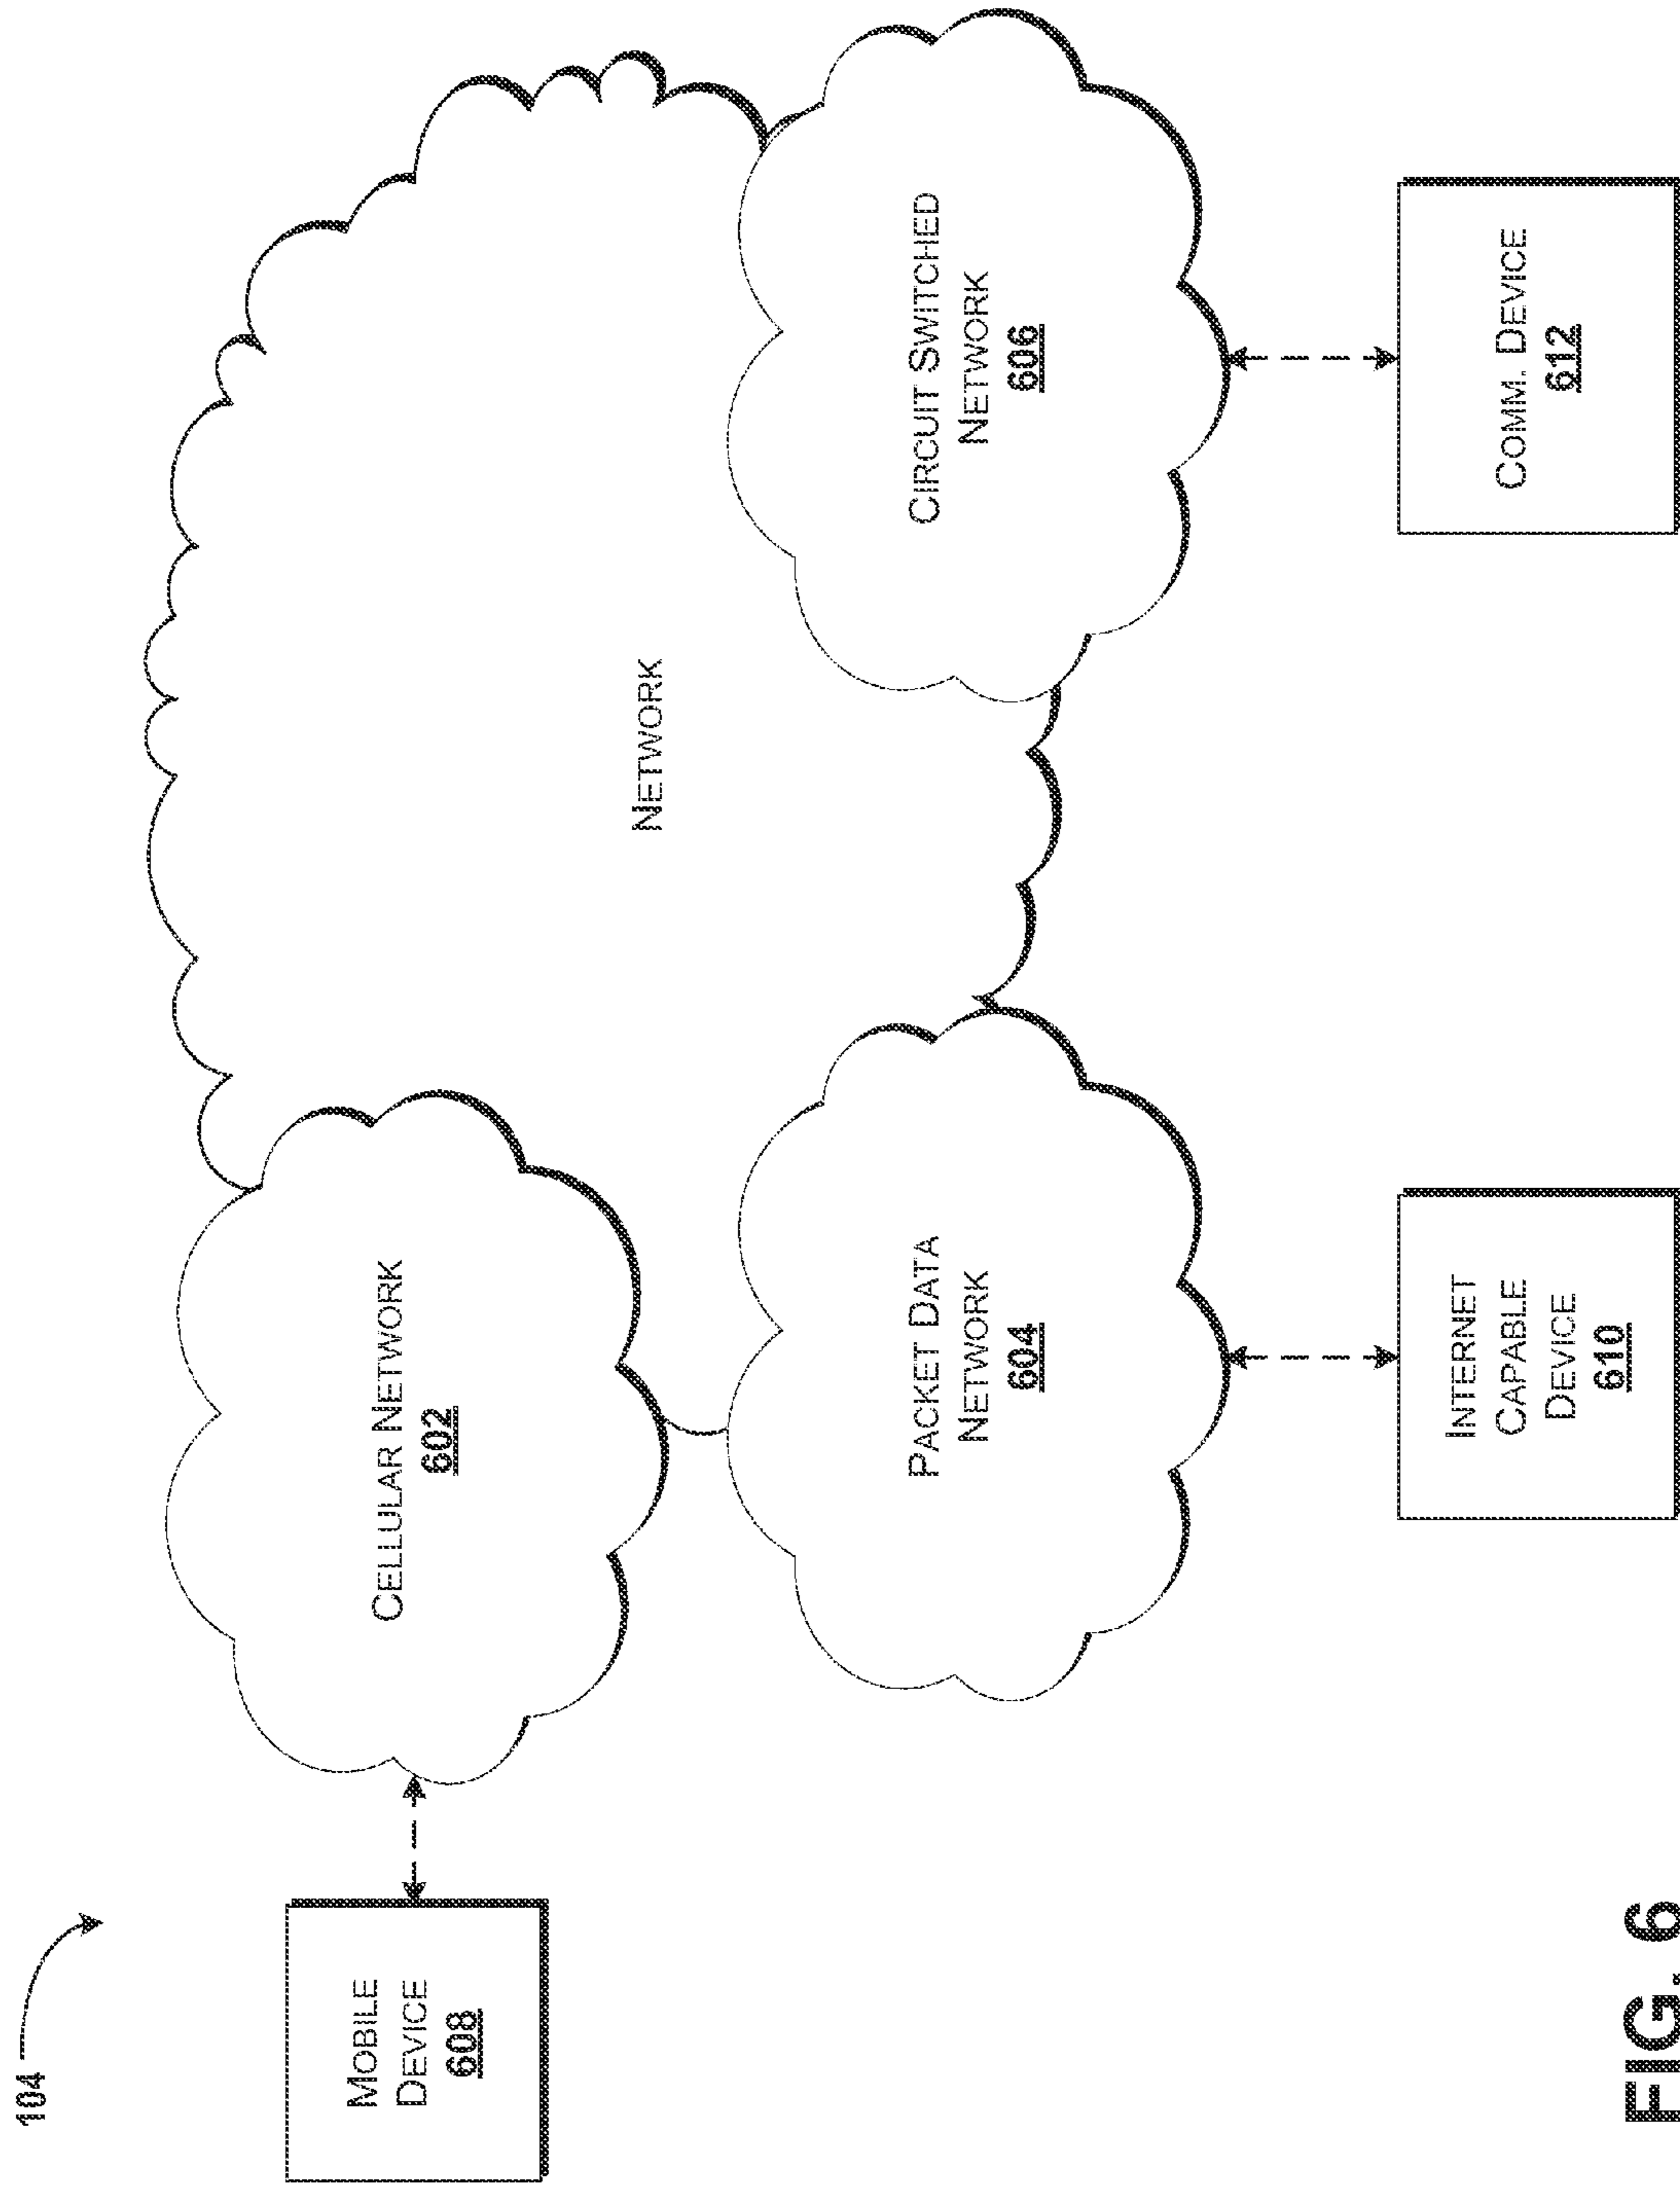 104
MOBILE
DEVICE
608
CELLULAR NETWORK
602
NETWORK
PACKET DATA
NETWORK
604
CIRCUIT SWITCHED
NETWORK
606
INTERNET
CAPABLE
DEVICE
610
COMM. DEVICE
612
FIG. 6